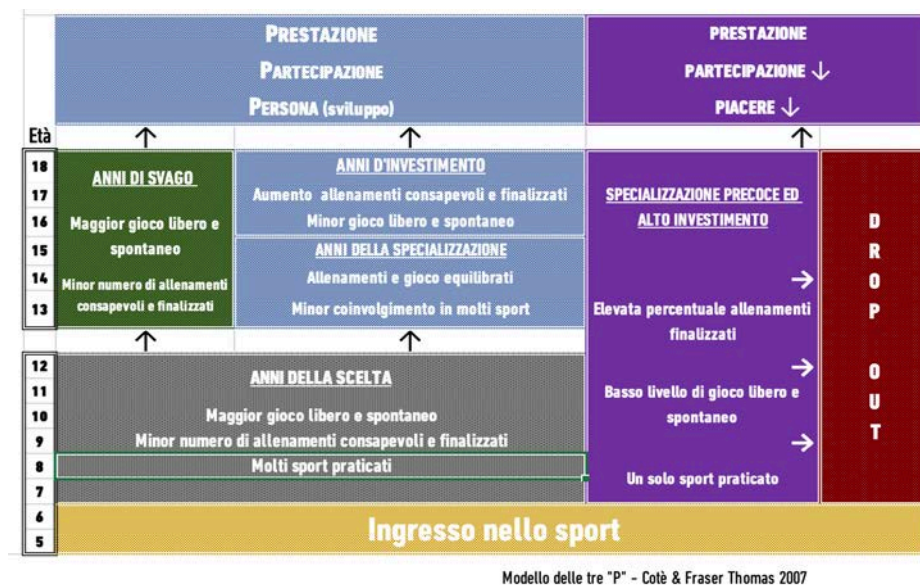 PRESTAZIONE
PARTECIPAZIONE
PERSONA (sviluppo)
PRESTAZIONE
PARTECIPAZIONE ↓
PIACERE ↓
Età
18
17
16
15
14
13
12
11
10
9
8
7
6
5
ANNI DI SVAGO
Maggior gioco libero e
spontaneo
Minor numero di allenamenti
consapevoli e finalizzati
ANNI D'INVESTIMENTO
Aumento allenamenti consapevoli e finalizzati
Minor gioco libero e spontaneo
ANNI DELLA SPECIALIZZAZIONE
Allenamenti e gioco equilibrati
Minor coinvolgimento in molti sport
SPECIALIZZAZIONE PRECOCE ED
ALTO INVESTIMENTO
Elevata percentuale allenamenti
finalizzati
Basso livello di gioco libero e
spontaneo
Un solo sport praticato
DROP OUT
ANNI DELLA SCELTA
Maggior gioco libero e spontaneo
Minor numero di allenamenti consapevoli e finalizzati
Molti sport praticati
Ingresso nello sport
Modello delle tre "P" - Cotè & Fraser Thomas 2007